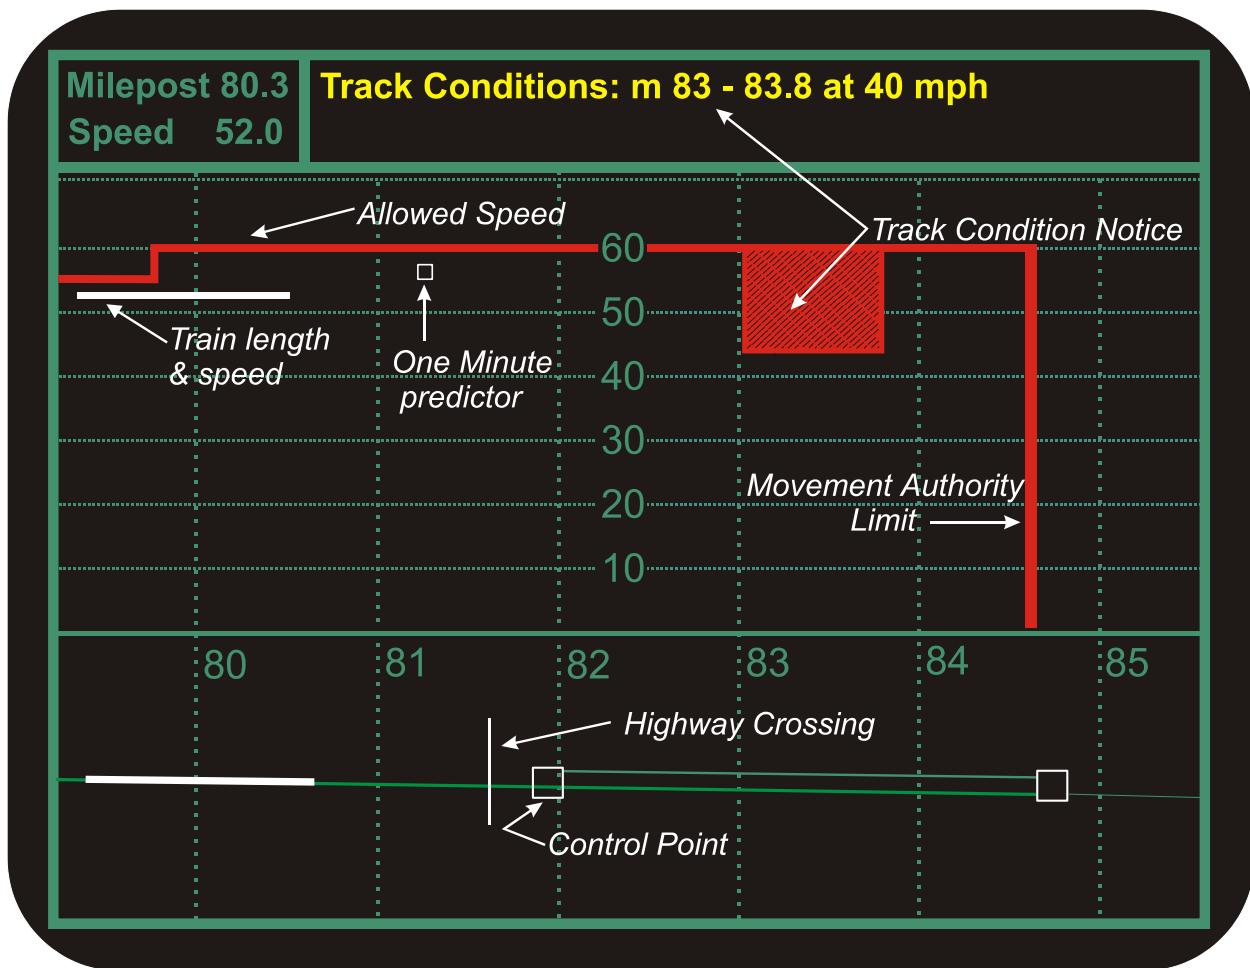 Milepost 80.3
Speed 52.0
Track Conditions: m 83 - 83.8 at 40 mph
Allowed Speed
Track Condition Notice
60
50
Train length
& speed
One Minute
predictor
40
30
20
10
Movement Authority
Limit
80
81
82
83
84
85
Highway Crossing
Control Point